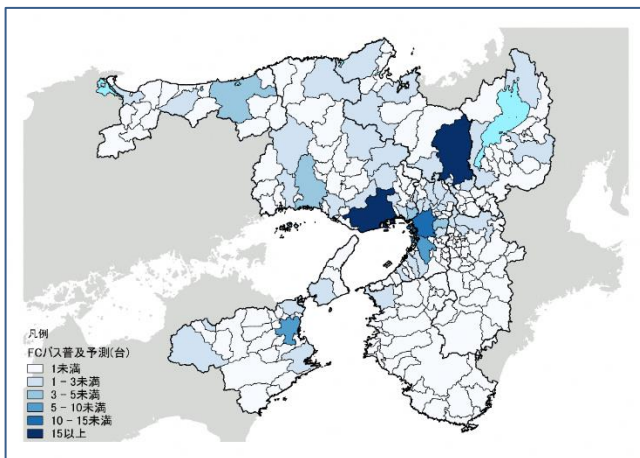 凡例
FCバス普及予測(台)
1未満
1 - 3未満
3 - 5未満
5 - 10未満
10 - 15未満
15以上